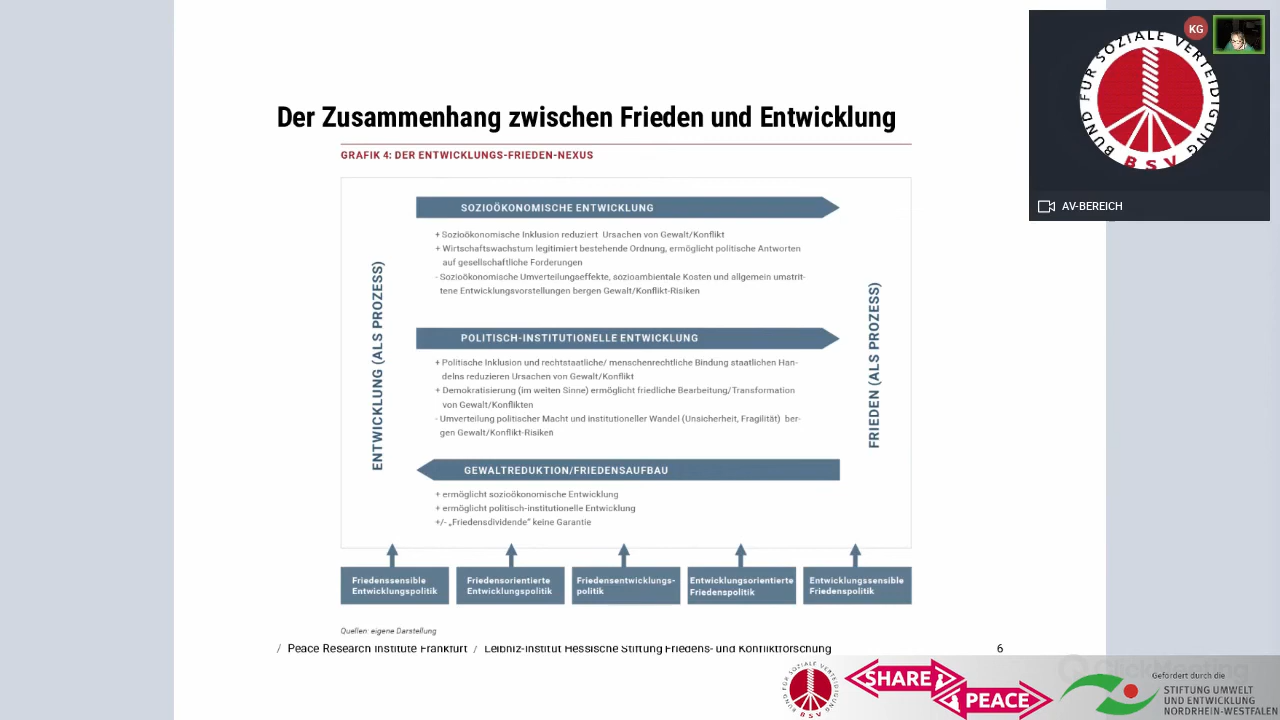 Der Zusammenhang zwischen Frieden und Entwicklung
GRAFIK 4: DER ENTWICKLUNGS-FRIEDEN-NEXUS
SOZIOÖKONOMISCHE ENTWICKLUNG
+ Sozioökonomische Inklusion reduziert Ursachen von Gewalt/Konflikt
+ Wirtschaftswachstum legitimiert bestehende Ordnung, ermöglicht politische Antworten
auf gesellschaftliche Forderungen
- Sozioökonomische Umverteilungseffekte, sozioambientale Kosten und allgemein umstrit-
tene Entwicklungsvorstellungen bergen Gewalt/Konflikt-Risiken
ENTWICKLUNG (ALS PROZESS)
FRIEDEN (ALS PROZESS)
POLITISCH-INSTITUTIONELLE ENTWICKLUNG
+ Politische Inklusion und rechtstaatliche/ menschenrechtliche Bindung staatlichen Han-
delns reduzieren Ursachen von Gewalt/Konflikt
+ Demokratisierung (im weiten Sinne) ermöglicht friedliche Bearbeitung/Transformation
von Gewalt/Konflikten
- Umverteilung politischer Macht und institutioneller Wandel (Unsicherheit, Fragilität) ber-
gen Gewalt/Konflikt-Risiken
GEWALTREDUKTION/FRIEDENSAUFBAU
+ ermöglicht sozioökonomische Entwicklung
+ ermöglicht politisch-institutionelle Entwicklung
+/- „Friedensdividende“ keine Garantie
Friedenssensible
Entwicklungspolitik
Friedensorientierte
Entwicklungspolitik
Friedensentwicklungs-
politik
Entwicklungsorientierte
Friedenspolitik
Entwicklungssensible
Friedenspolitik
Quellen: eigene Darstellung
/ Peace Research Institute Frankfurt / Leibniz-Institut Hessische Stiftung Friedens- und Konfliktforschung
6
KG
BUND FÜR SOZIALE VERTEIDIGUNG
BSV
AV-BEREICH
BUND FÜR SOZIALE VERTEIDIGUNG
BSV
SHARE
PEACE
ClickMeeting
Gefördert durch die
STIFTUNG UMWELT
UND ENTWICKLUNG
NORDRHEIN-WESTFALEN